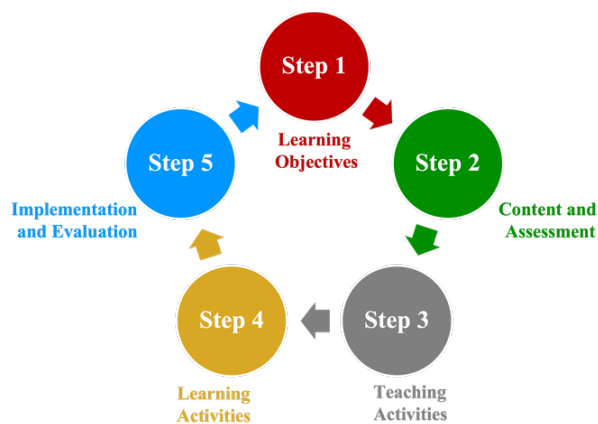 Step 1
Learning
Objectives
Step 2
Content and
Assessment
Step 3
Teaching
Activities
Step 4
Learning
Activities
Step 5
Implementation
and Evaluation